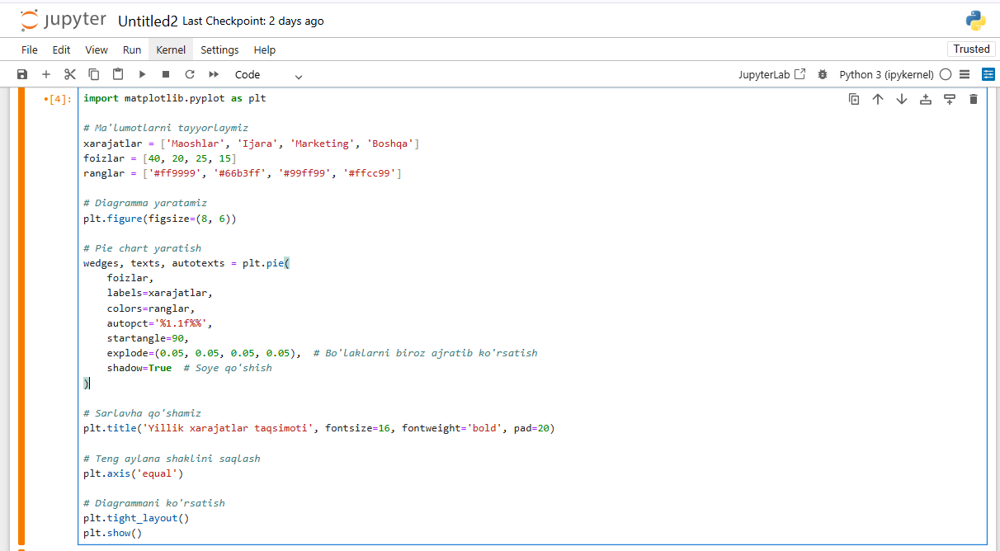 jupyter Untitled2 Last Checkpoint: 2 days ago
File Edit View Run Kernel Settings Help
Trusted
Code
JupyterLab
Python 3 (ipykernel)
•[4]:
import matplotlib.pyplot as plt
# Ma'lumotlarni tayyorlaymiz
xarajatlar = ['Maoshlar', 'Ijara', 'Marketing', 'Boshqa']
foizlar = [40, 20, 25, 15]
ranglar = ['#ff9999', '#66b3ff', '#99ff99', '#ffcc99']
# Diagramma yaratamiz
plt.figure(figsize=(8, 6))
# Pie chart yaratish
wedges, texts, autotexts = plt.pie(
    foizlar,
    labels=xarajatlar,
    colors=ranglar,
    autopct='%1.1f%%',
    startangle=90,
    explode=(0.05, 0.05, 0.05, 0.05),  # Bo'laklarni biroz ajratib ko'rsatish
    shadow=True  # Soye qo'shish
)
# Sarlavha qo'shamiz
plt.title('Yillik xarajatlar taqsimoti', fontsize=16, fontweight='bold', pad=20)
# Teng aylana shaklini saqlash
plt.axis('equal')
# Diagrammani ko'rsatish
plt.tight_layout()
plt.show()